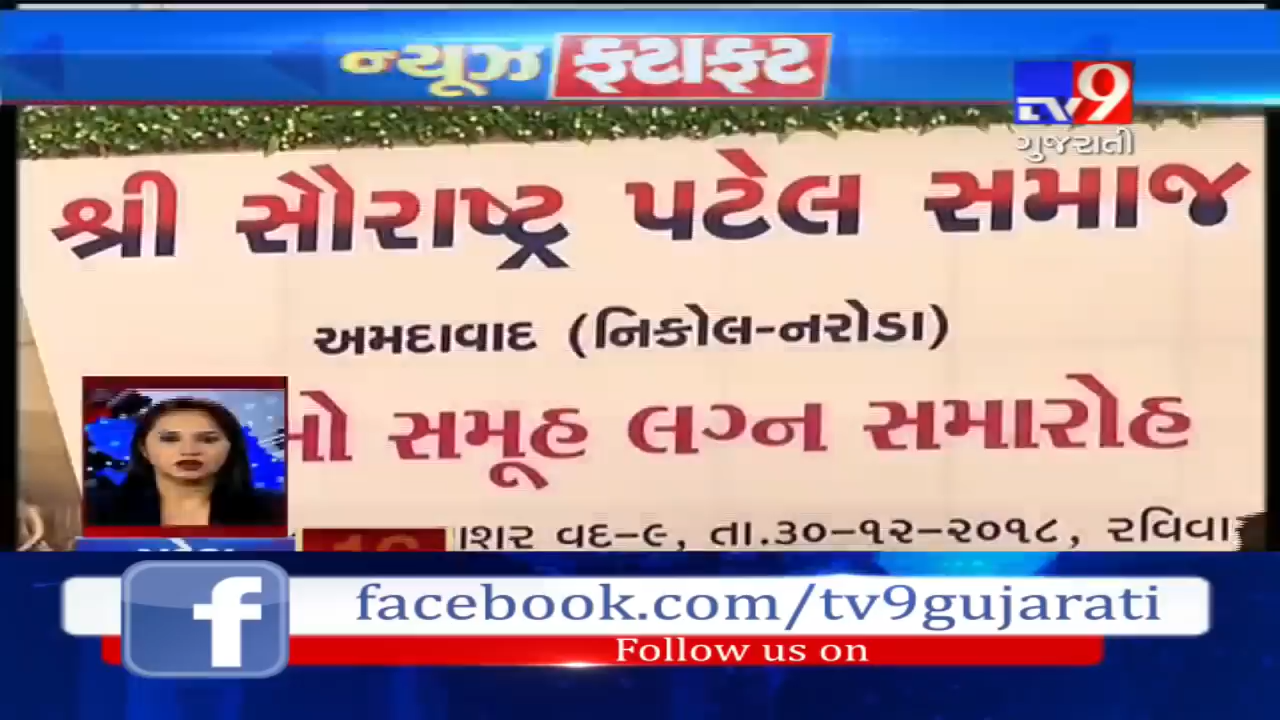 ન્યૂઝ ફટાફટ
TV9
ગુજરાતી
શ્રી સૌરાષ્ટ્ર પટેલ સમાજ
અમદાવાદ (નિકોલ-નરોડા)
મો સમૂહ લગ્ન સમારોહ
શર વદ-૯, તા.૩૦-૧૨-૨૦૧૮, રવિવા
facebook.com/tv9gujarati
Follow us on